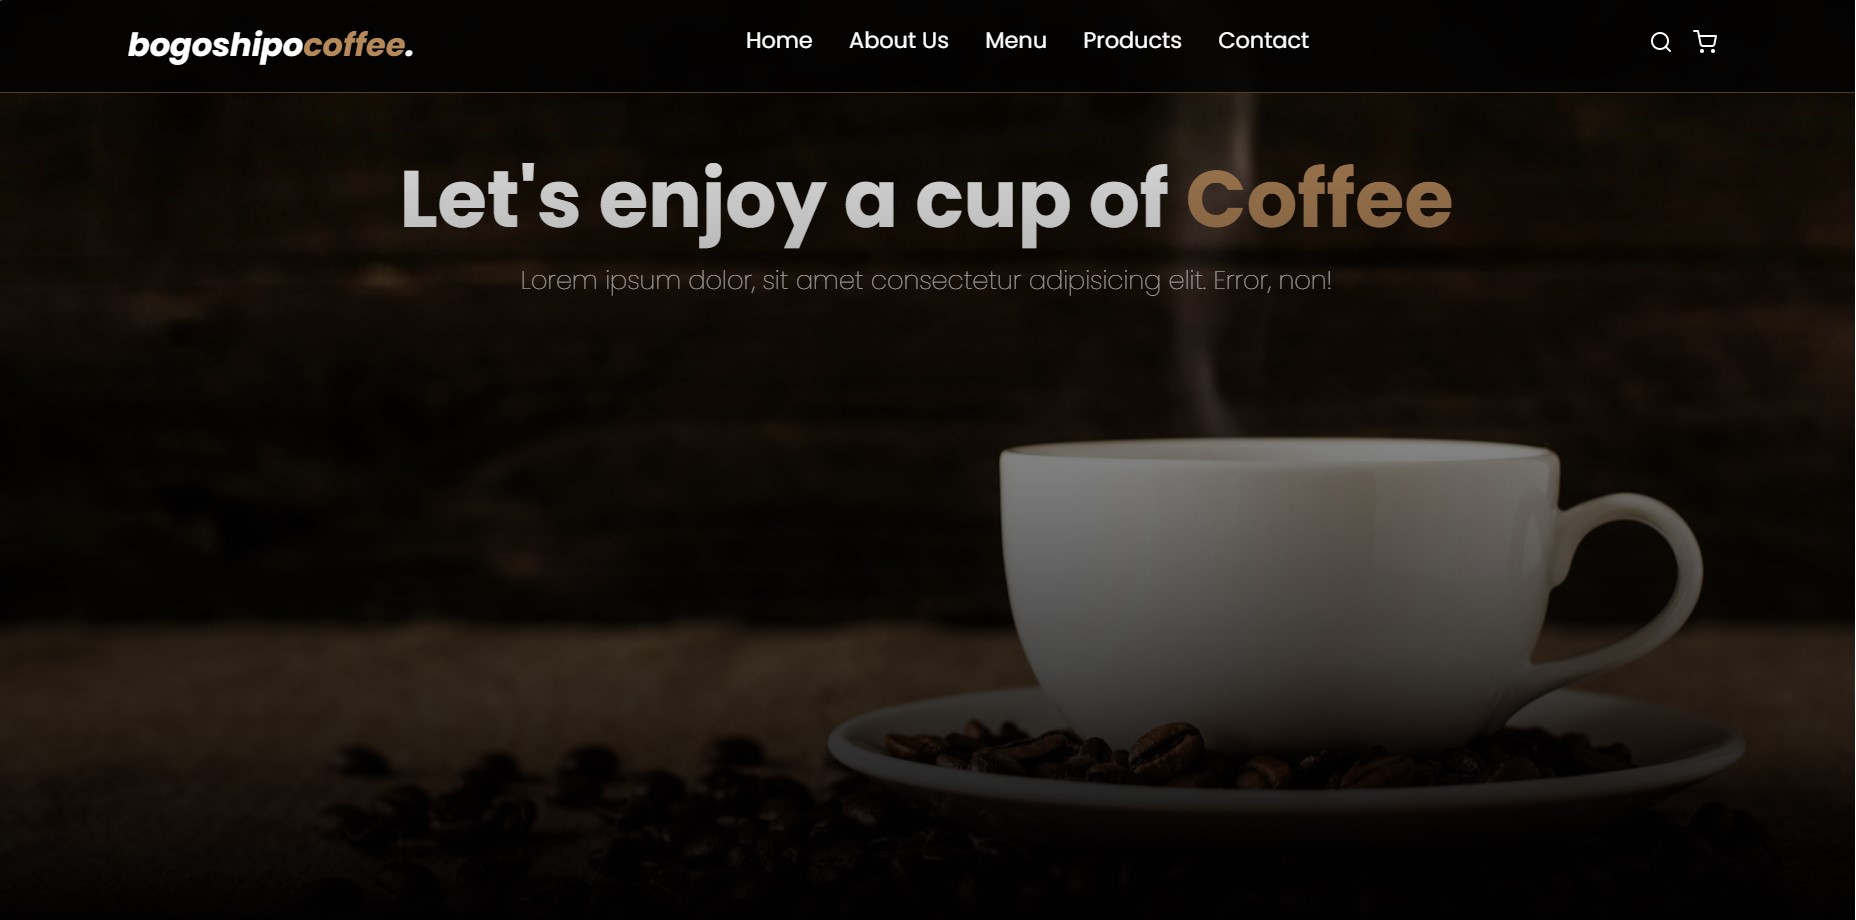 bogoshipocoffee.
Home About Us Menu Products Contact
Let's enjoy a cup of Coffee
Lorem ipsum dolor, sit amet consectetur adipisicing elit. Error, non!